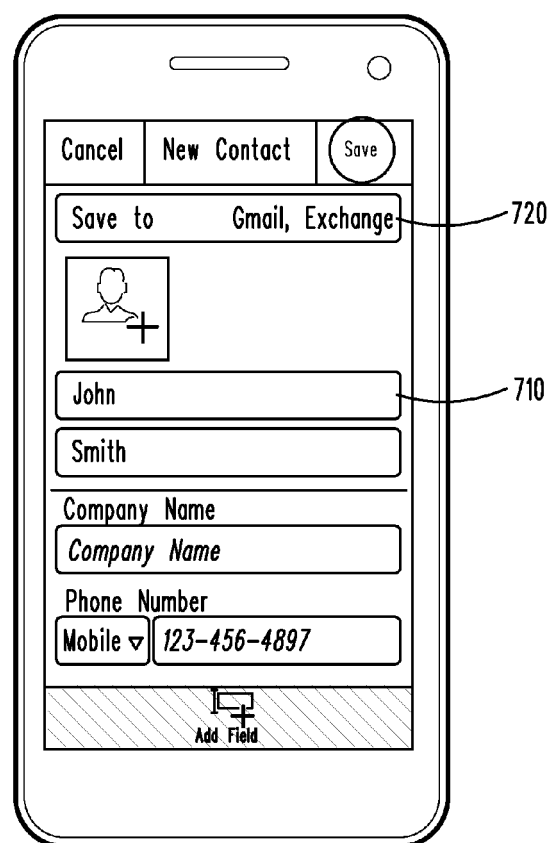 Cancel New Contact Save
Save to Gmail, Exchange
720
John
710
Smith
Company Name
Company Name
Phone Number
Mobile 123-456-4897
Add Field